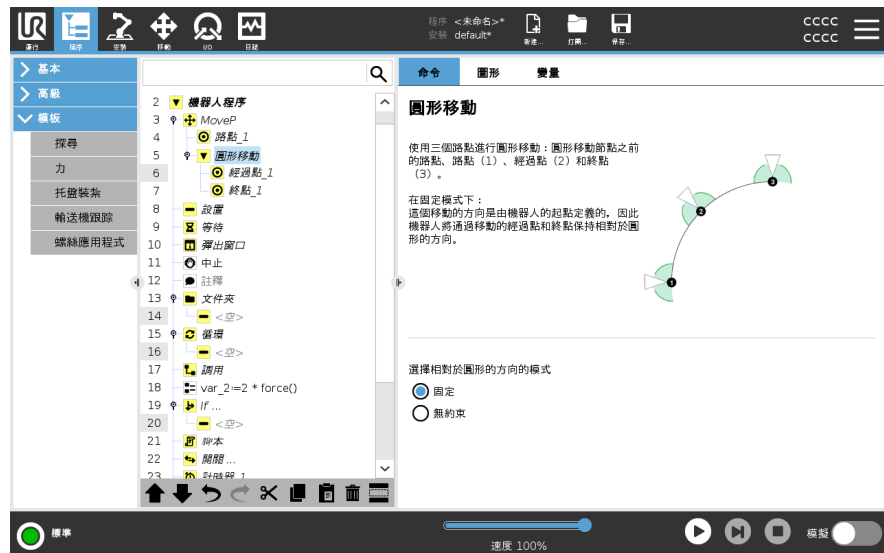 UR
運行
程序
安裝
移動
I/O
日誌
程序 <未命名>*
安裝 default*
新建...
打開...
保存...
cccc
cccc
基本
高級
模板
探尋
力
托盤裝紮
輸送機跟踪
螺絲應用程式
2 機器人程序
3 MoveP
4 路點_1
5 圓形移動
6 經過點_1
7 終點_1
8 設置
9 等待
10 彈出窗口
11 中止
12 註釋
13 文件夾
14 <空>
15 循環
16 <空>
17 調用
18 var_2≔2 * force()
19 If ...
20 <空>
21 腳本
22 開關 ...
23 計時器_1
命令
圖形
變量
圓形移動
使用三個路點進行圓形移動：圓形移動節點之前
的路點、路點（1）、經過點（2）和終點
（3）。
在固定模式下：
這個移動的方向是由機器人的起點定義的，因此
機器人將通過移動的經過點和終點保持相對於圓
形的方向。
3
2
1
選擇相對於圓形的方向的模式
固定
無約束
標準
速度 100%
模擬